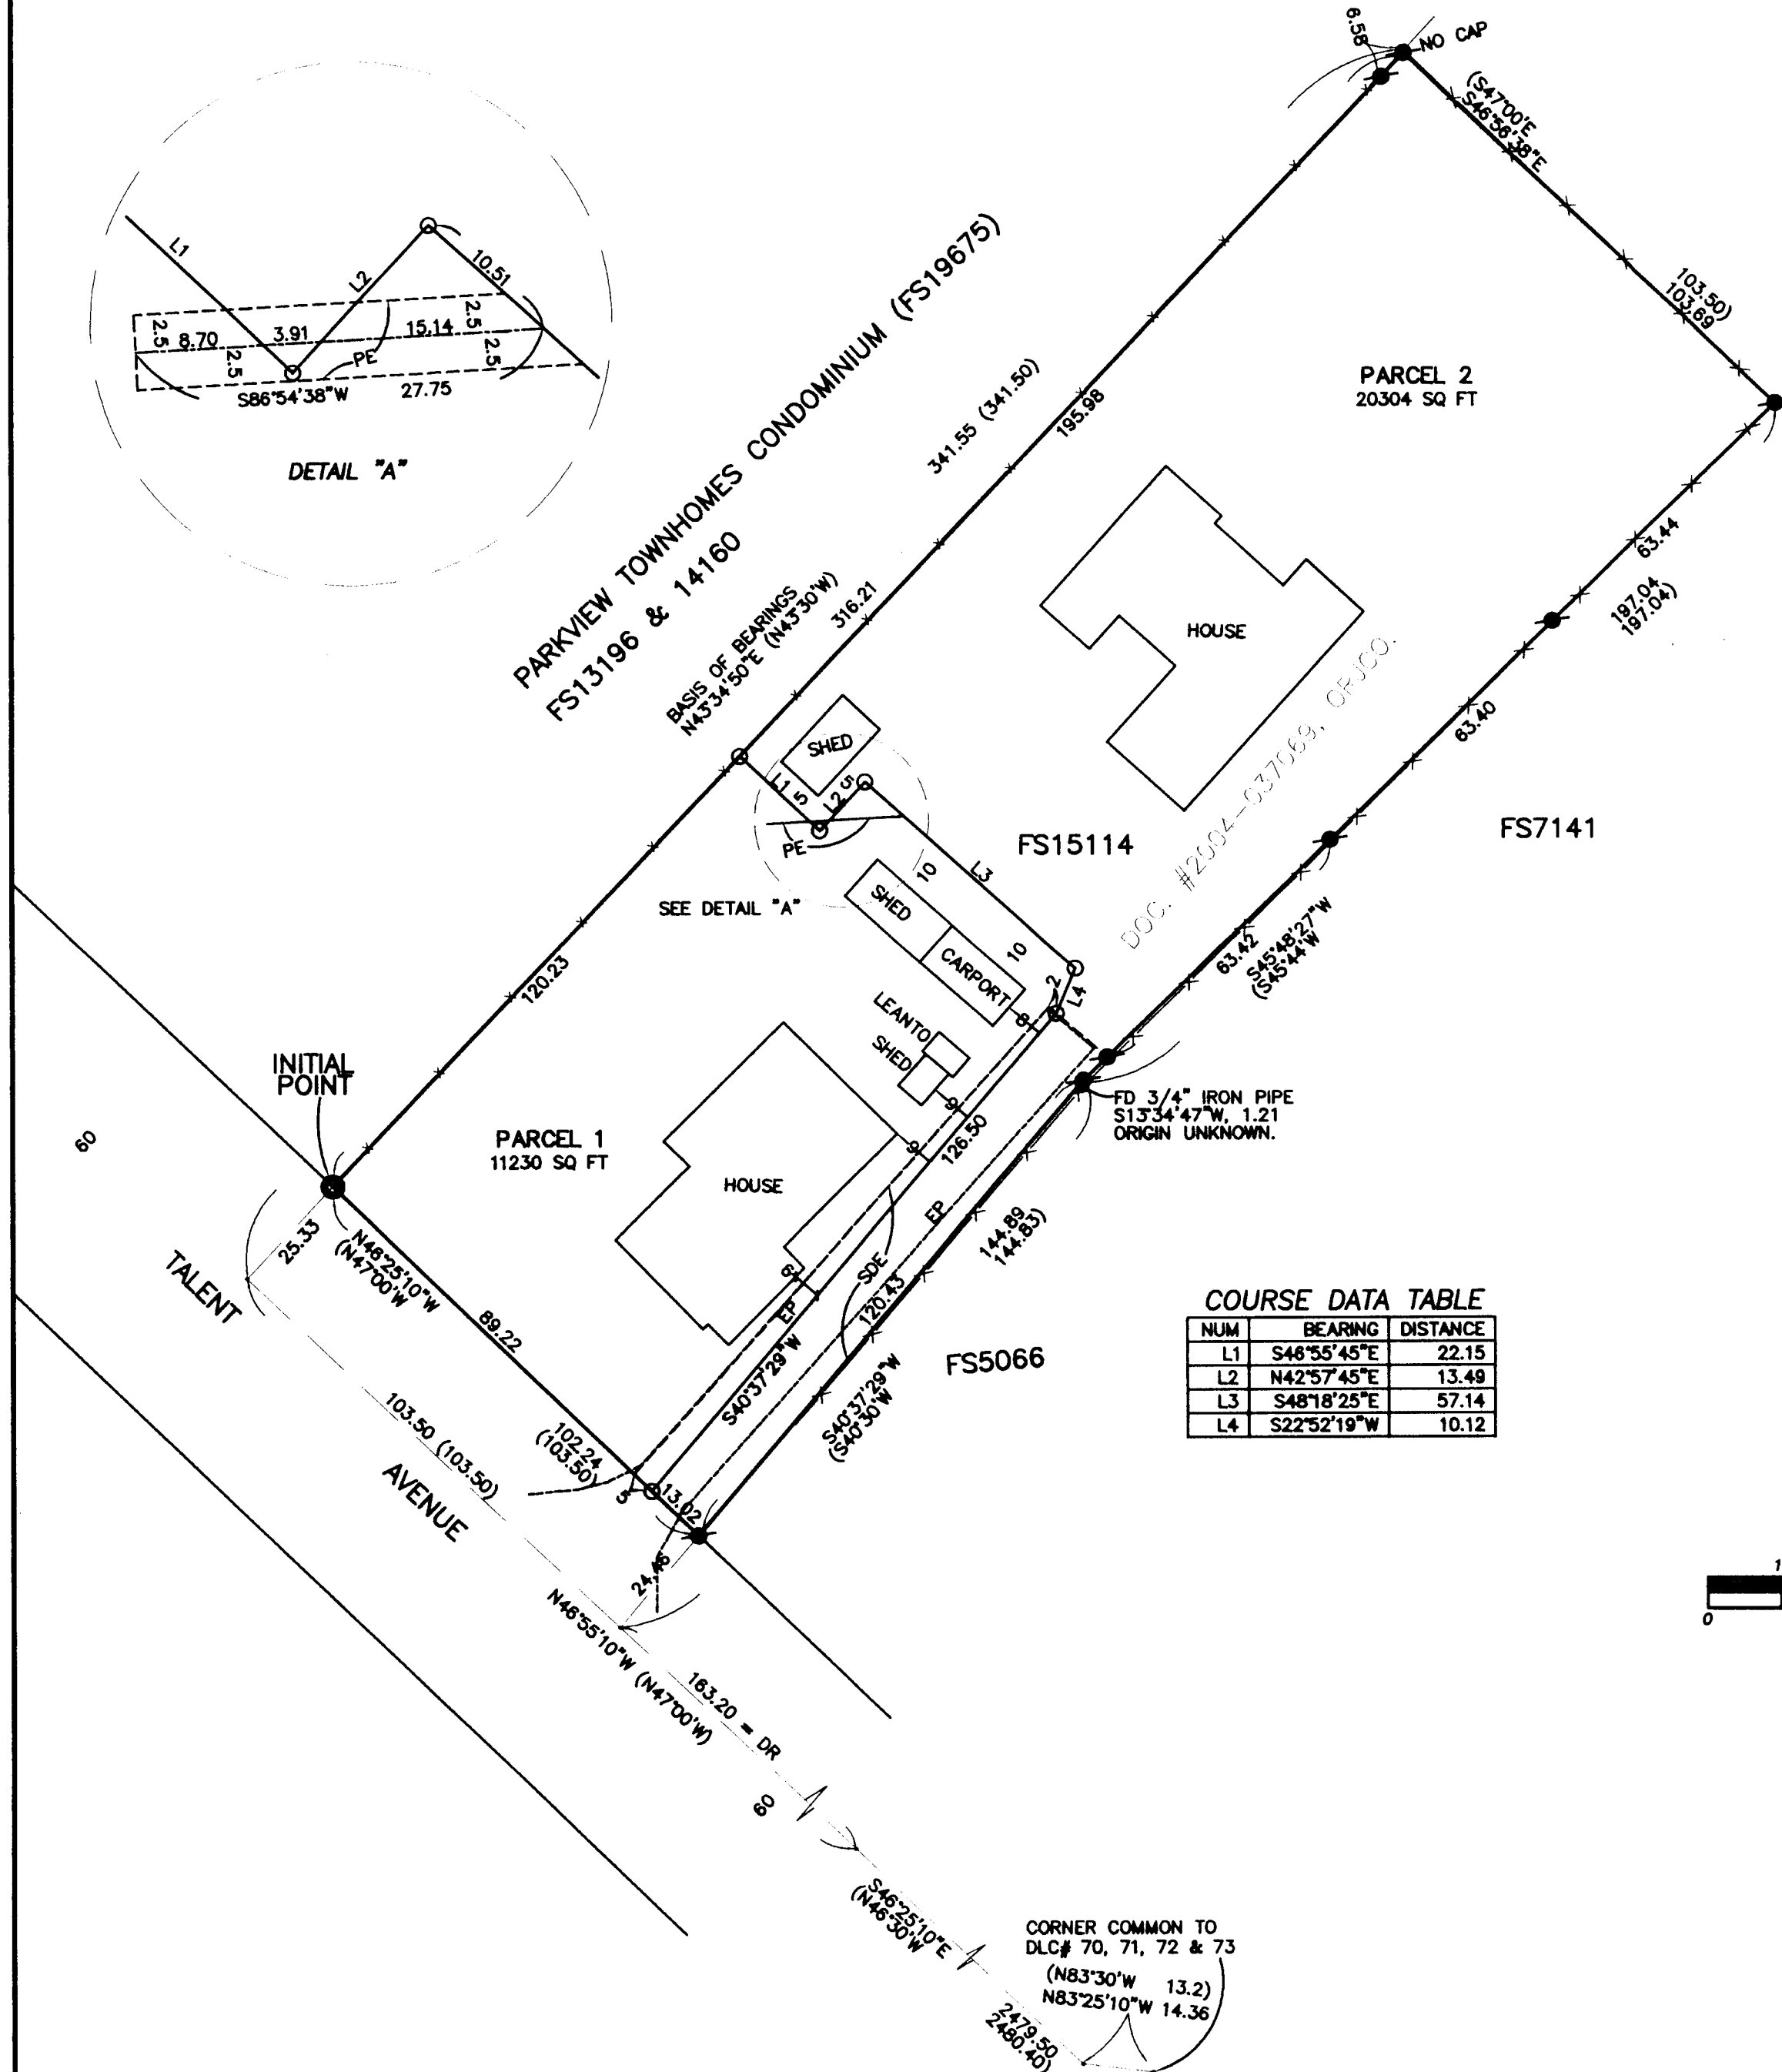 6.58
NO CAP
(S47°00'E
S46°56'38"E
103.50)
103.69
L1
L2
10.51
2.5
8.70
3.91
15.14
2.5
2.5
2.5
PE
S86°54'38"W
27.75
DETAIL "A"
PARKVIEW TOWNHOMES CONDOMINIUM (FS19675)
FS13196 & 14160
341.55 (341.50)
195.98
PARCEL 2
20304 SQ FT
BASIS OF BEARINGS
N43°34'50"E (N43°30'W)
316.21
HOUSE
63.44
197.04
197.04)
63.40
SHED
L1
5
L2
5
PE
SEE DETAIL "A"
FS15114
FS7141
L3
10
10
SHED
CARPORT
2
L4
8
LEANTO
SHED
9
9
63.42
S45°48'27"W
(S45°44'W
120.23
INITIAL
POINT
60
PARCEL 1
11230 SQ FT
HOUSE
126.50
FD 3/4" IRON PIPE
S13°34'47"W, 1.21
ORIGIN UNKNOWN.
EP
144.89
144.83)
SDE
120.43
6
EP
S40°37'29"W
S40°37'29"W
(S40°30'W
FS5066
25.33
N46°25'10"W
(N47°00'W
TALENT
AVENUE
89.22
103.50 (103.50)
102.24
(103.50)
5
13.02
24.46
COURSE DATA TABLE
NUM BEARING DISTANCE
L1 S46°55'45"E 22.15
L2 N42°57'45"E 13.49
L3 S48°18'25"E 57.14
L4 S22°52'19"W 10.12
1
0
N46°55'10"W (N47°00'W)
163.20 = DR
60
S46°25'10"E
(N46°30'W
CORNER COMMON TO
DLC# 70, 71, 72 & 73
(N83°30'W 13.2)
N83°25'10"W 14.36
2479.50
2480.40)